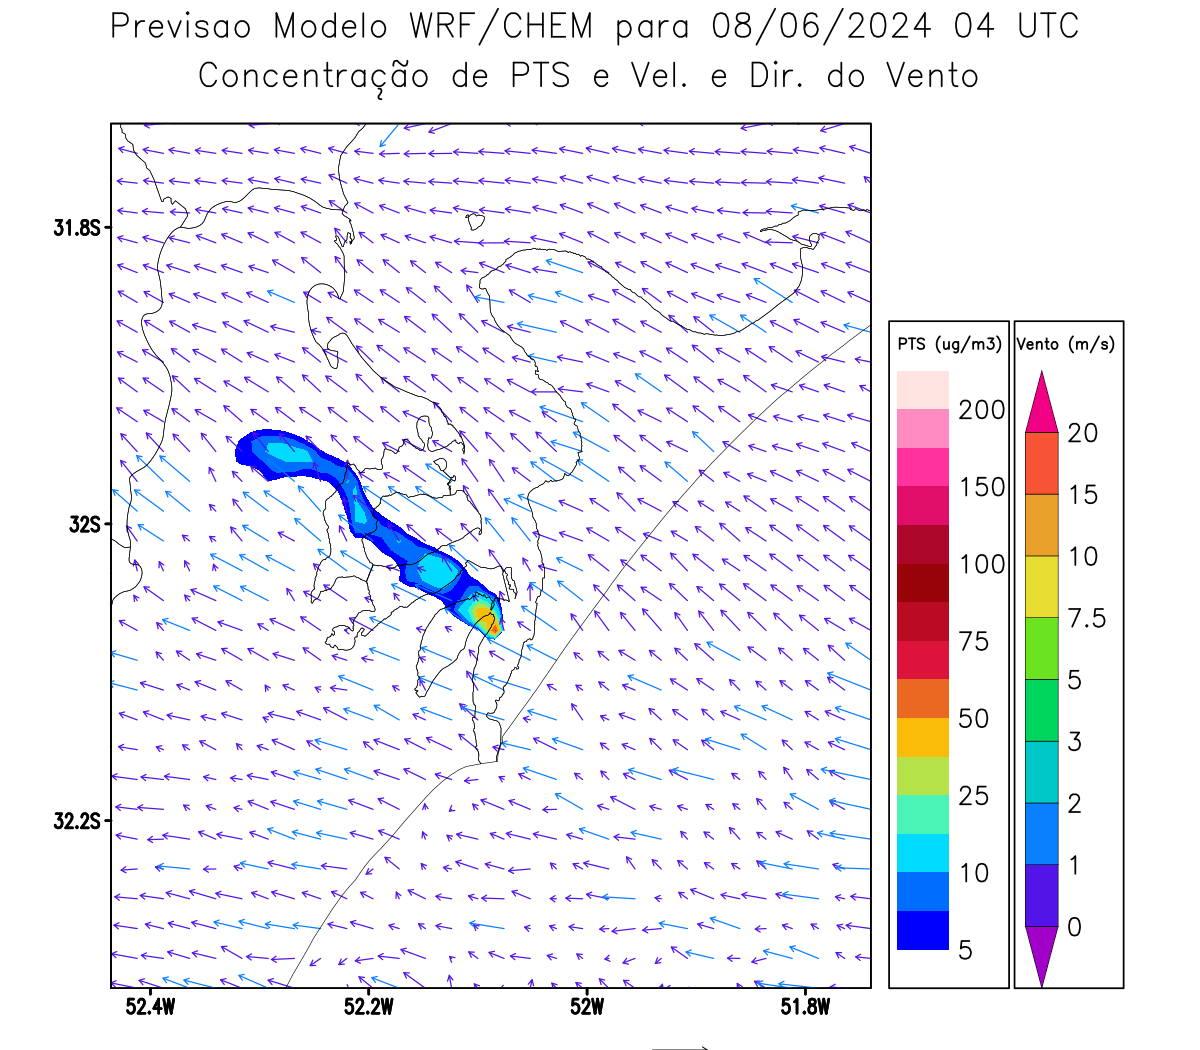 Previsao Modelo WRF/CHEM para 08/06/2024 04 UTC
Concentração de PTS e Vel. e Dir. do Vento
31.8S
32S
32.2S
52.4W 52.2W 52W 51.8W
PTS (ug/m3)
200
150
100
75
50
25
10
5
Vento (m/s)
20
15
10
7.5
5
3
2
1
0